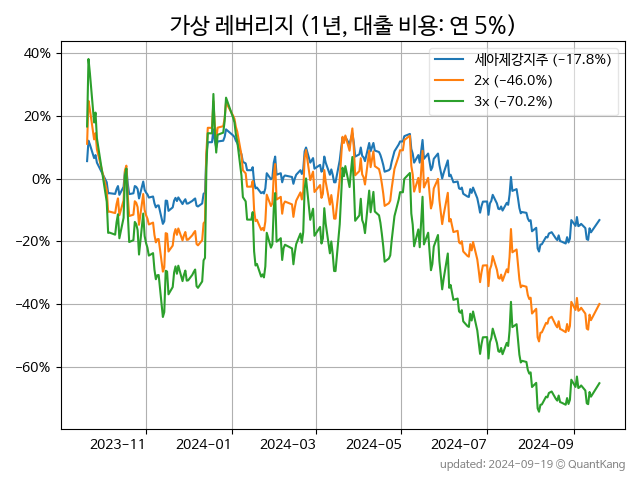 가상 레버리지 (1년, 대출 비용: 연 5%)
40%
20%
0%
−20%
−40%
−60%
세아제강지주 (−17.8%)
2x (−46.0%)
3x (−70.2%)
2023-11
2024-01
2024-03
2024-05
2024-07
2024-09
updated: 2024-09-19 © QuantKang